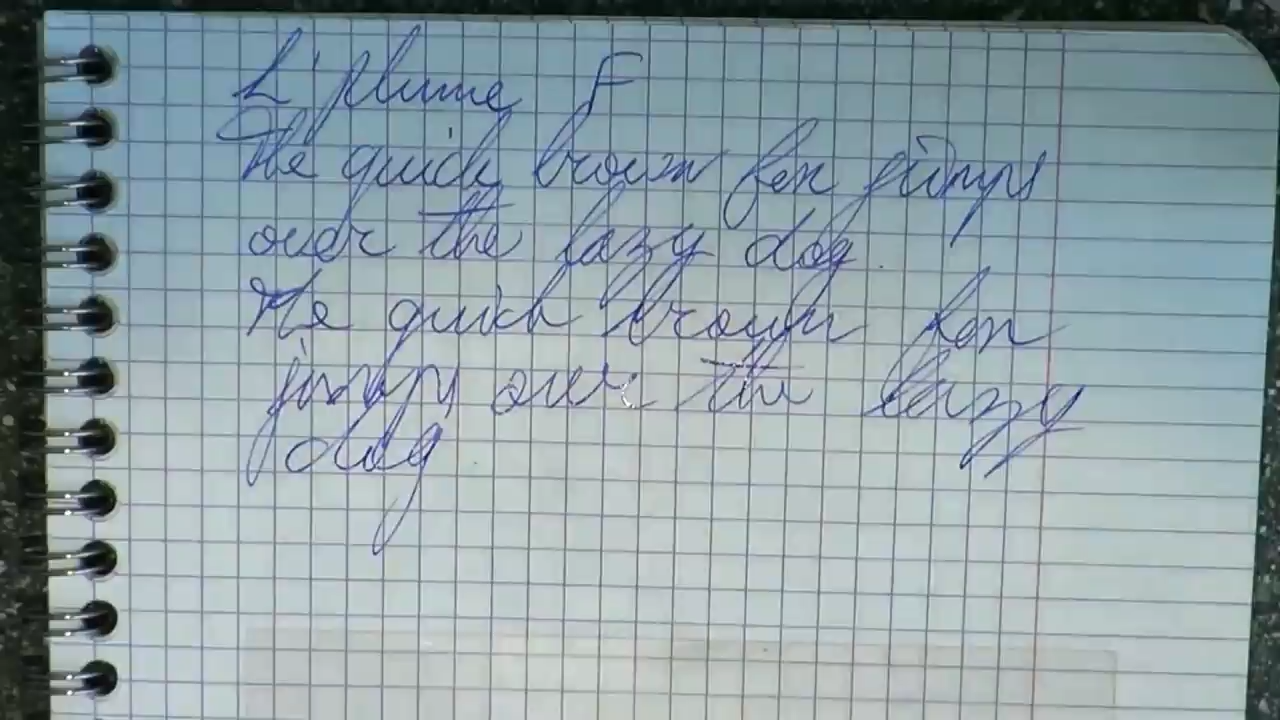 L'plume F
The quick brown fox jumps
over the lazy dog.
The quick brown fox
jumps over the lazy
dog